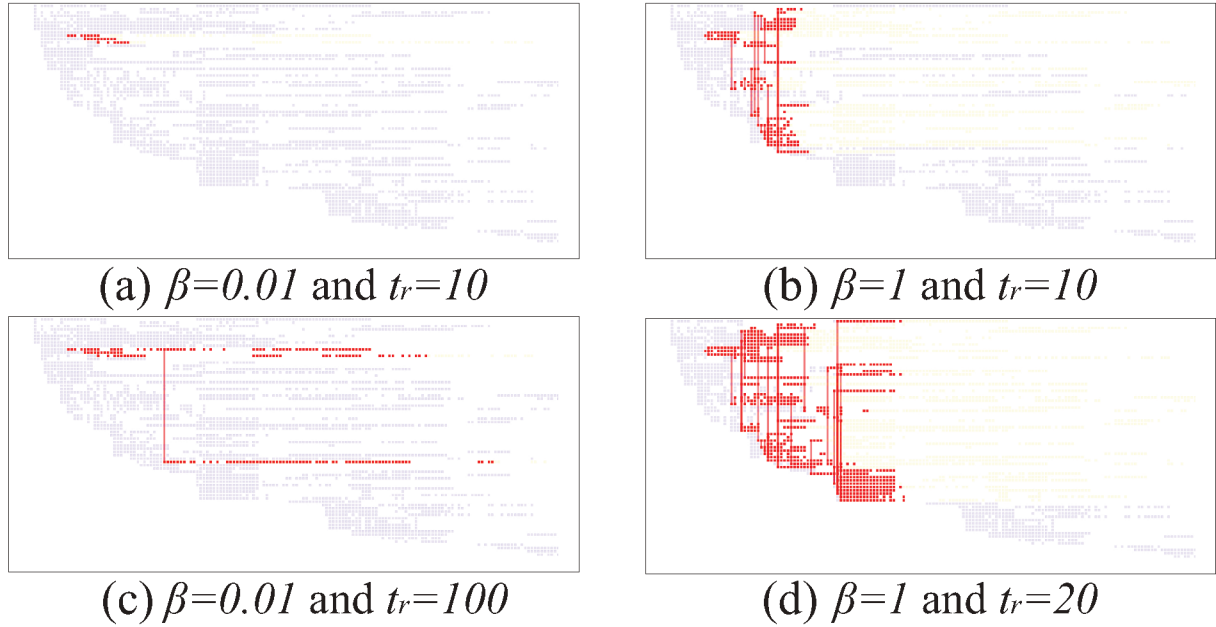 (a) β=0.01 and tr=10
(b) β=1 and tr=10
(c) β=0.01 and tr=100
(d) β=1 and tr=20